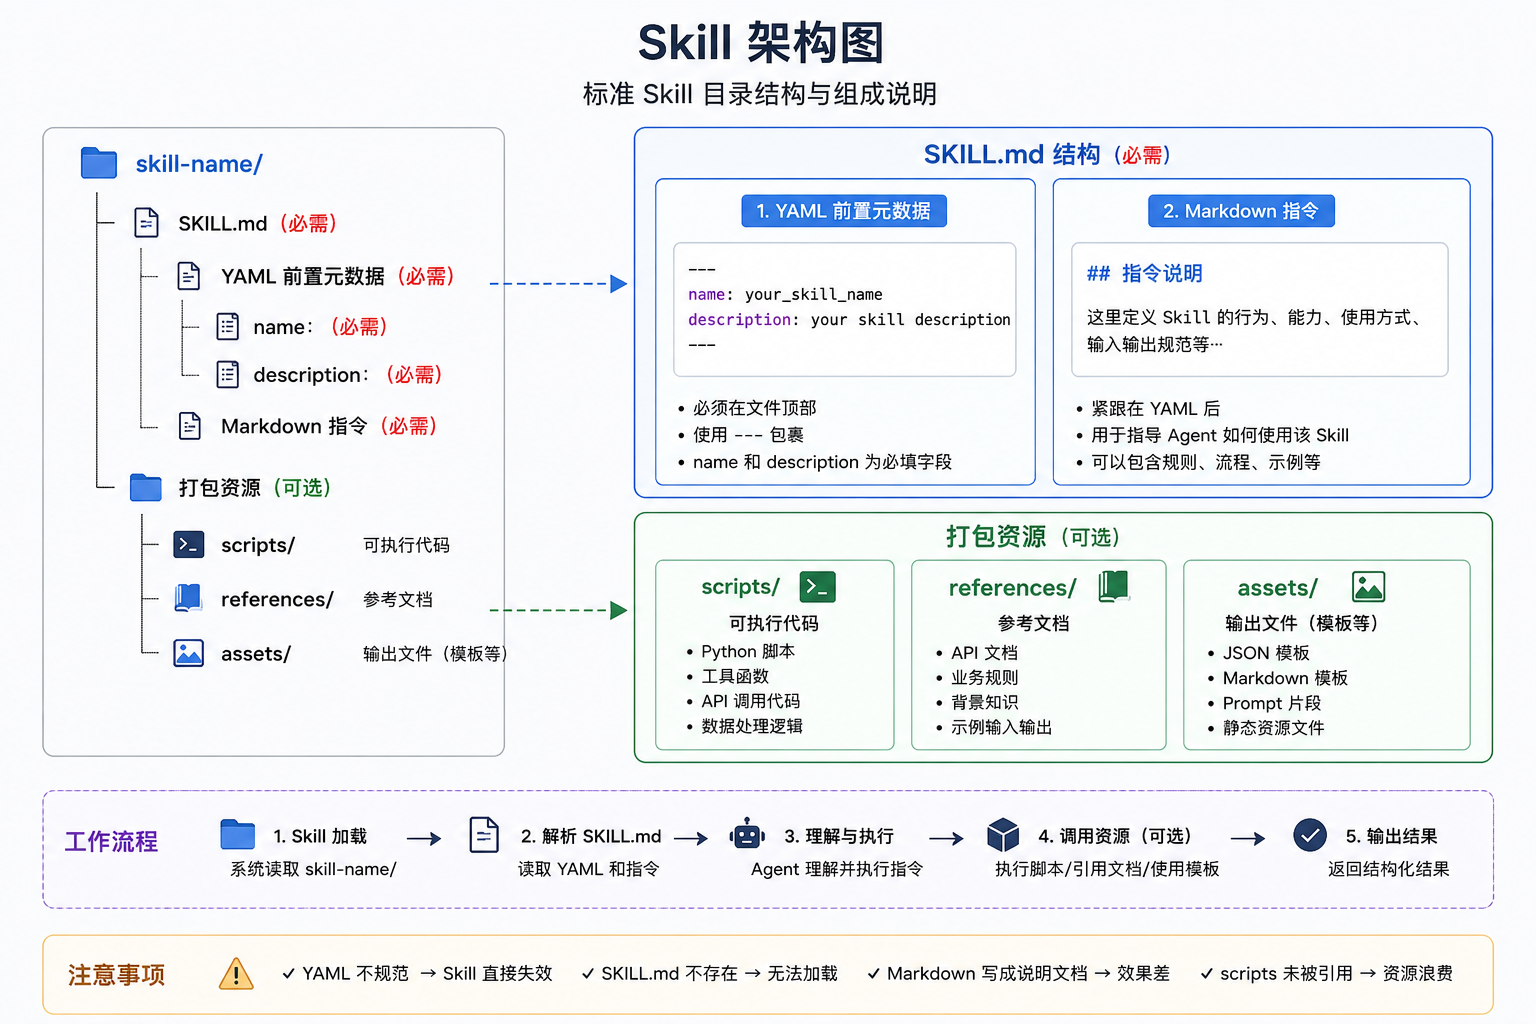 Skill 架构图
标准 Skill 目录结构与组成说明
skill-name/
SKILL.md（必需）
YAML 前置元数据（必需）
name:（必需）
description:（必需）
Markdown 指令（必需）
打包资源（可选）
scripts/ 可执行代码
references/ 参考文档
assets/ 输出文件（模板等）
SKILL.md 结构（必需）
1. YAML 前置元数据
---
name: your_skill_name
description: your skill description
---
• 必须在文件顶部
• 使用 --- 包裹
• name 和 description 为必填字段
2. Markdown 指令
## 指令说明
这里定义 Skill 的行为、能力、使用方式、
输入输出规范等…
• 紧跟在 YAML 后
• 用于指导 Agent 如何使用该 Skill
• 可以包含规则、流程、示例等
打包资源（可选）
scripts/
可执行代码
• Python 脚本
• 工具函数
• API 调用代码
• 数据处理逻辑
references/
参考文档
• API 文档
• 业务规则
• 背景知识
• 示例输入输出
assets/
输出文件（模板等）
• JSON 模板
• Markdown 模板
• Prompt 片段
• 静态资源文件
工作流程
1. Skill 加载
系统读取 skill-name/
2. 解析 SKILL.md
读取 YAML 和指令
3. 理解与执行
Agent 理解并执行指令
4. 调用资源（可选）
执行脚本/引用文档/使用模板
5. 输出结果
返回结构化结果
注意事项
✓ YAML 不规范 → Skill 直接失效
✓ SKILL.md 不存在 → 无法加载
✓ Markdown 写成说明文档 → 效果差
✓ scripts 未被引用 → 资源浪费